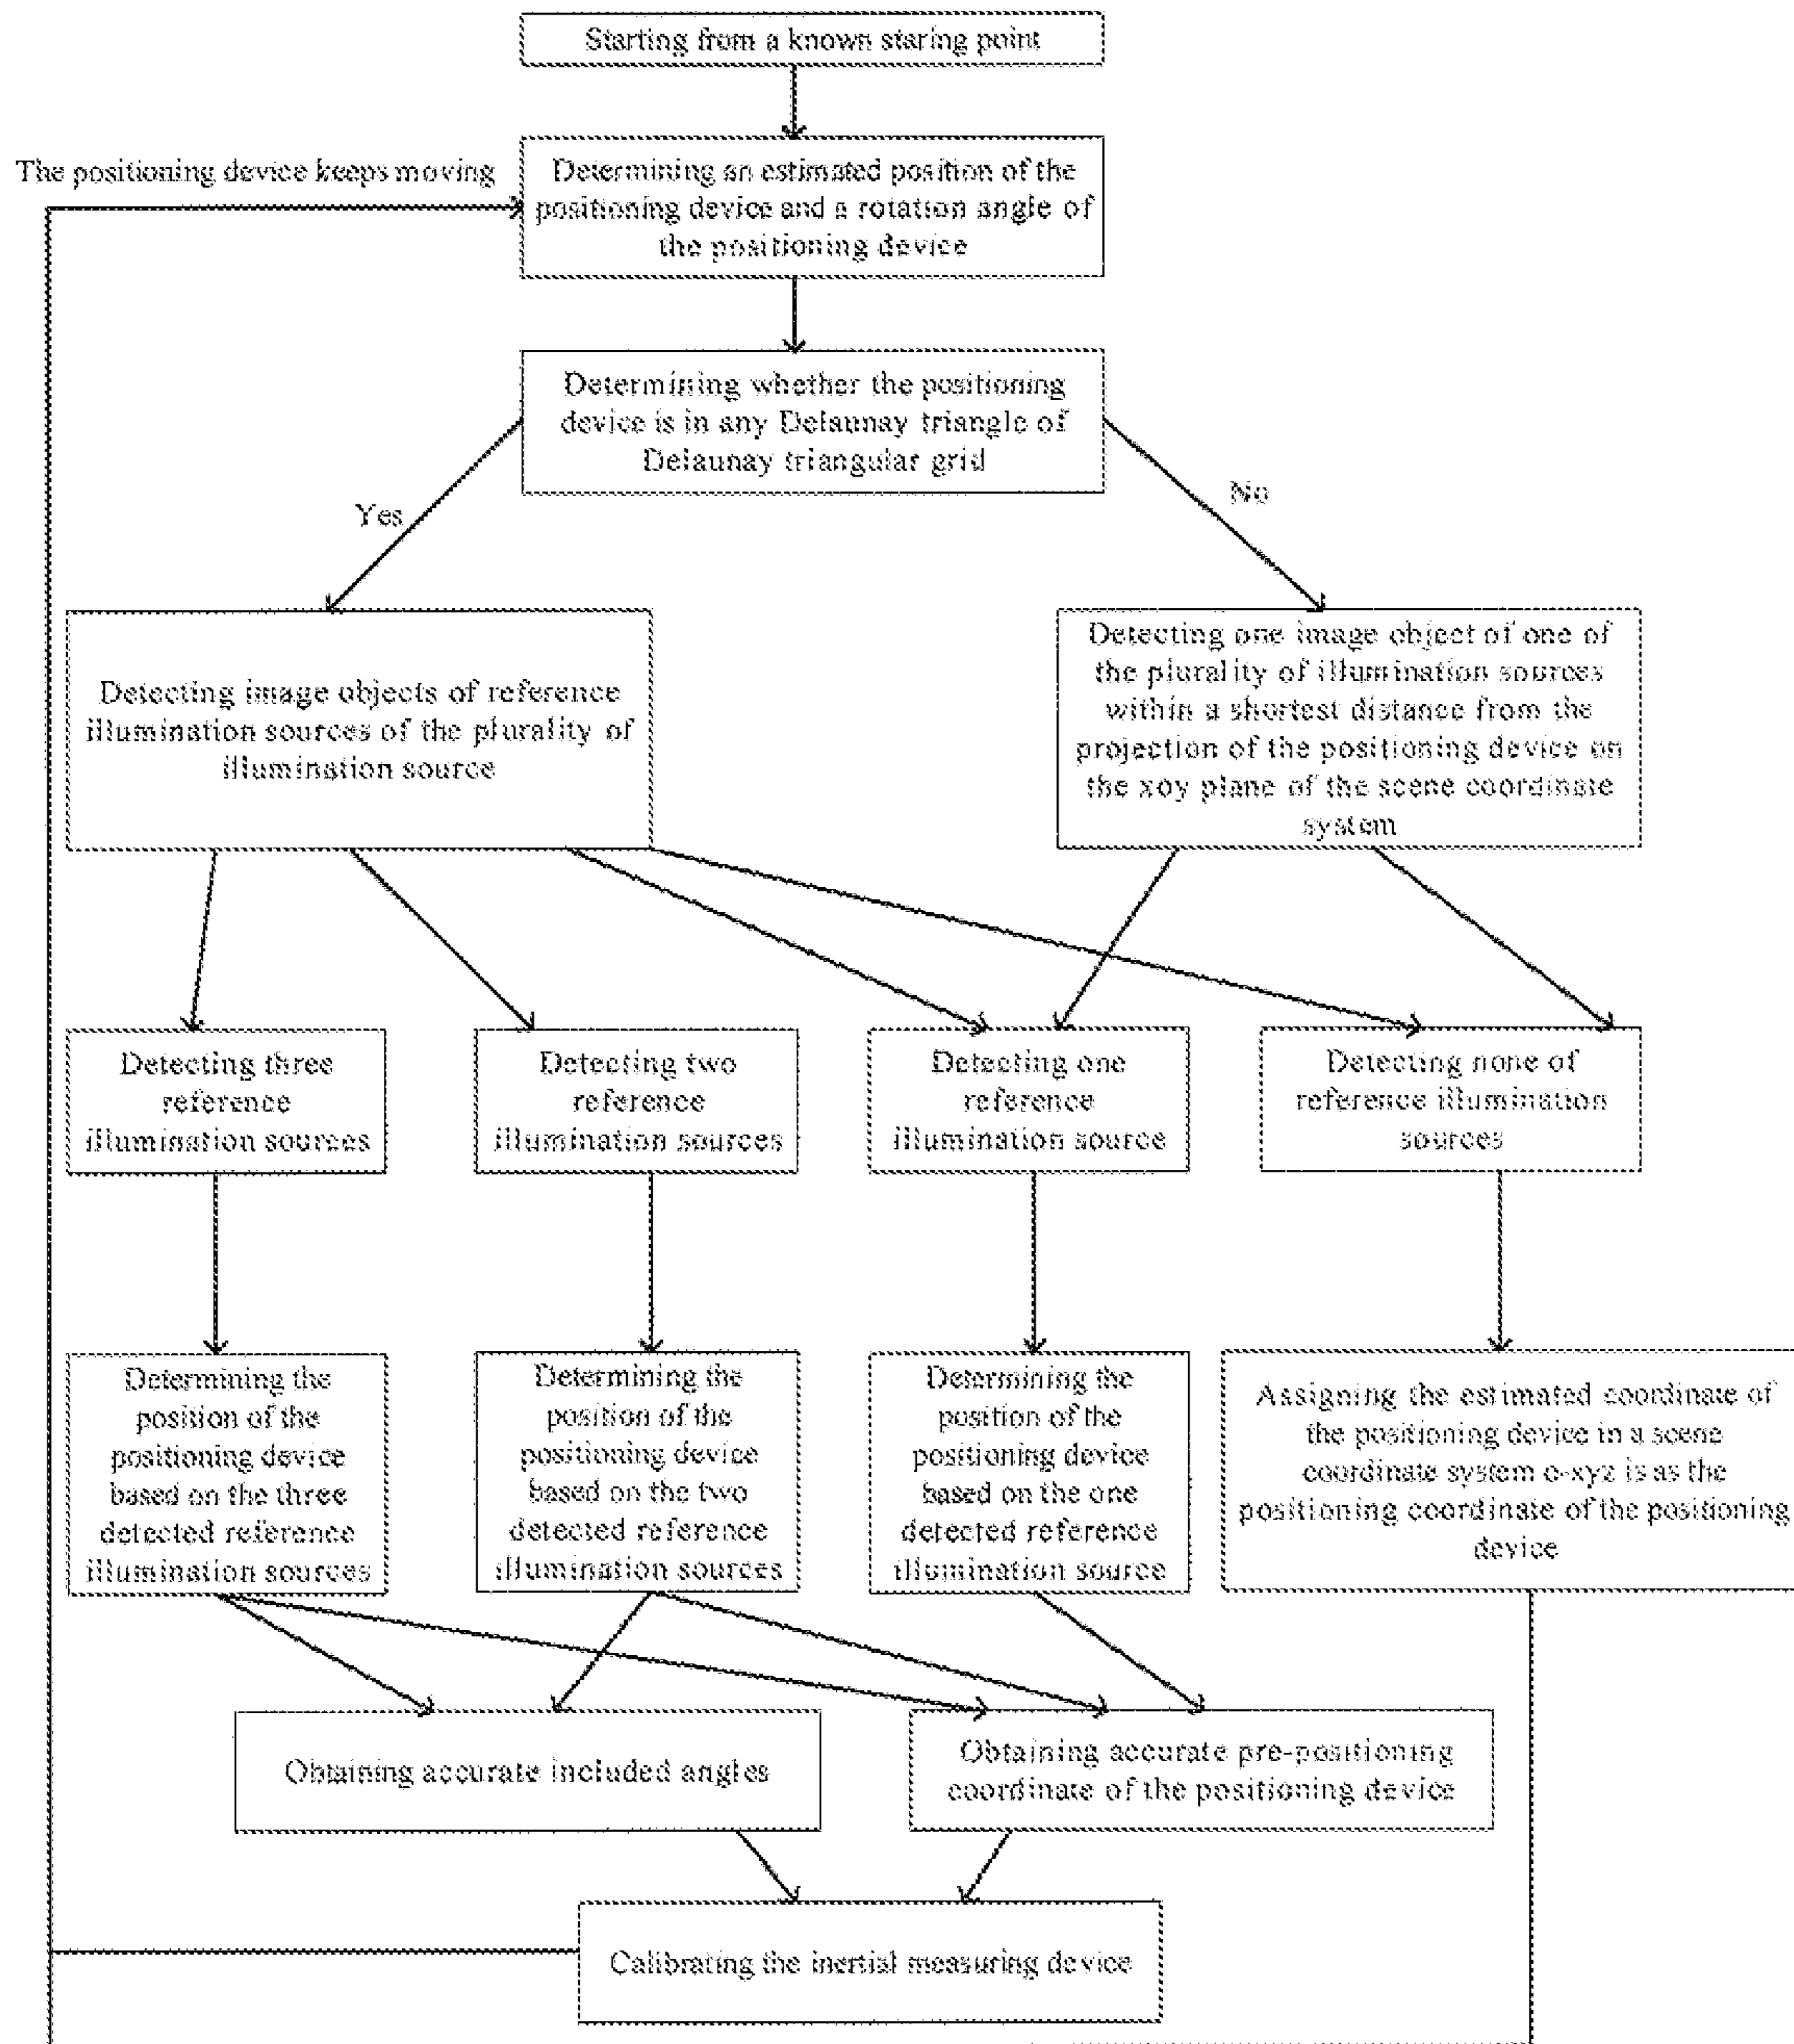 Starting from a known staring point
The positioning device keeps moving
Determining an estimated position of the
positioning device and a rotation angle of
the positioning device
Determining whether the positioning
device is in any Delaunay triangle of
Delaunay triangular grid
Yes
No
Detecting image objects of reference
illumination sources of the plurality of
illumination source
Detecting one image object of one of
the plurality of illumination sources
within a shortest distance from the
projection of the positioning device on
the xoy plane of the scene coordinate
system
Detecting three
reference
illumination sources
Detecting two
reference
illumination sources
Detecting one
reference
illumination source
Detecting none of
reference illumination
sources
Determining the
position of the
positioning device
based on the three
detected reference
illumination sources
Determining the
position of the
positioning device
based on the two
detected reference
illumination sources
Determining the
position of the
positioning device
based on the one
detected reference
illumination source
Assigning the estimated coordinate of
the positioning device in a scene
coordinate system o-xyz is as the
positioning coordinate of the positioning
device
Obtaining accurate included angles
Obtaining accurate pre-positioning
coordinate of the positioning device
Calibrating the inertial measuring device